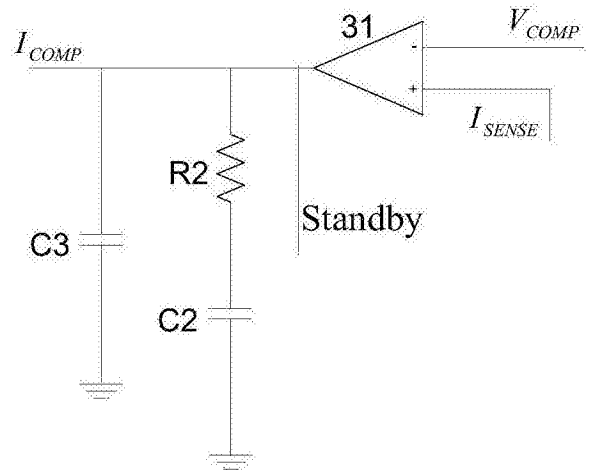 31
I_COMP
V_COMP
-
+
I_SENSE
R2
Standby
C3
C2